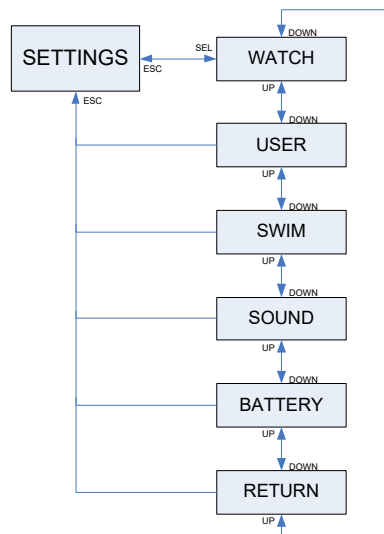 DOWN
SETTINGS
SEL
ESC
WATCH
ESC
UP
DOWN
USER
UP
DOWN
SWIM
UP
DOWN
SOUND
UP
DOWN
BATTERY
UP
DOWN
RETURN
UP